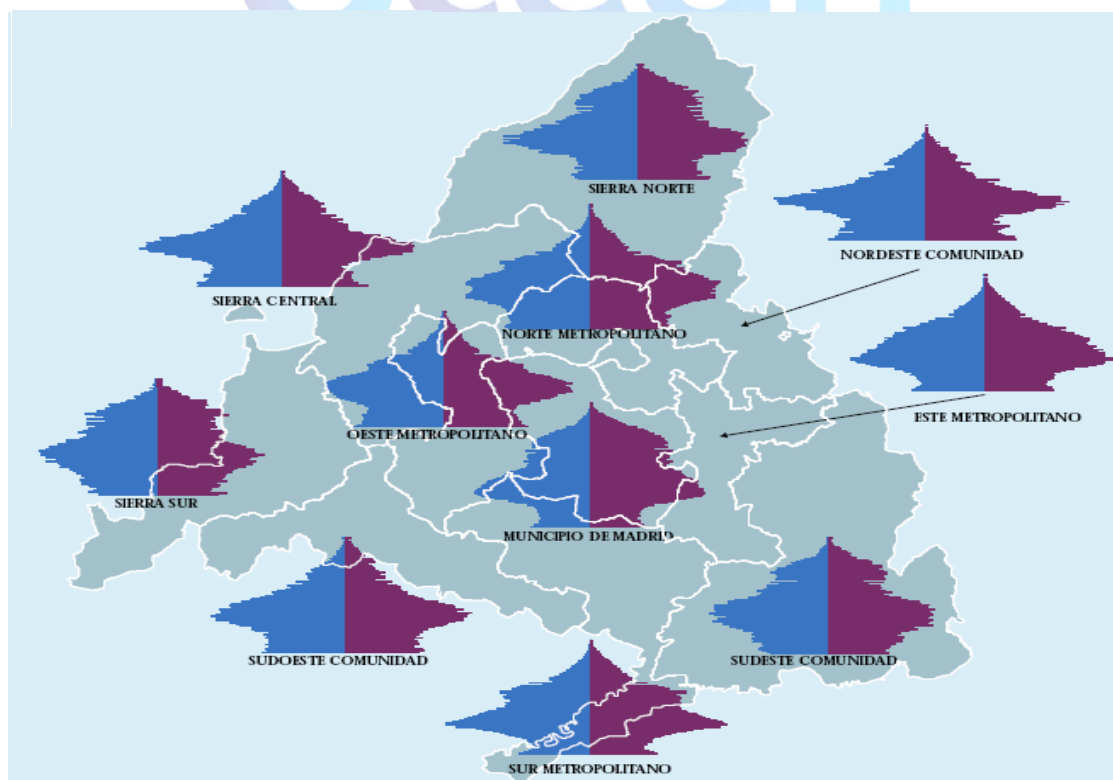 SIERRA NORTE
NORDESTE COMUNIDAD
SIERRA CENTRAL
NORTE METROPOLITANO
ESTE METROPOLITANO
OESTE METROPOLITANO
SIERRA SUR
MUNICIPIO DE MADRID
SUDOESTE COMUNIDAD
SUDESTE COMUNIDAD
SUR METROPOLITANO